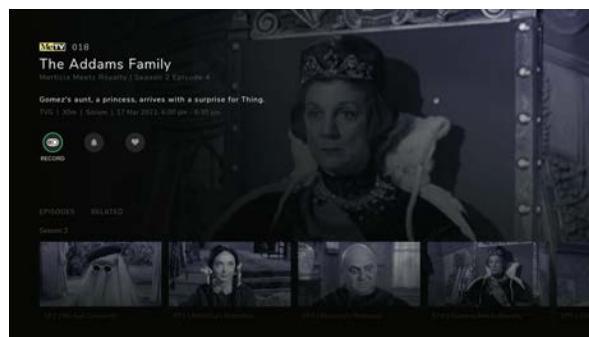 MeTV 018
The Addams Family
Morticia Meets Royalty | Season 2 Episode 4
Gomez's aunt, a princess, arrives with a surprise for Thing.
TVG | 30m | Sitcom | 17 Mar 2023, 6:00 pm - 6:30 pm
RECORD
EPISODES RELATED
Season 2